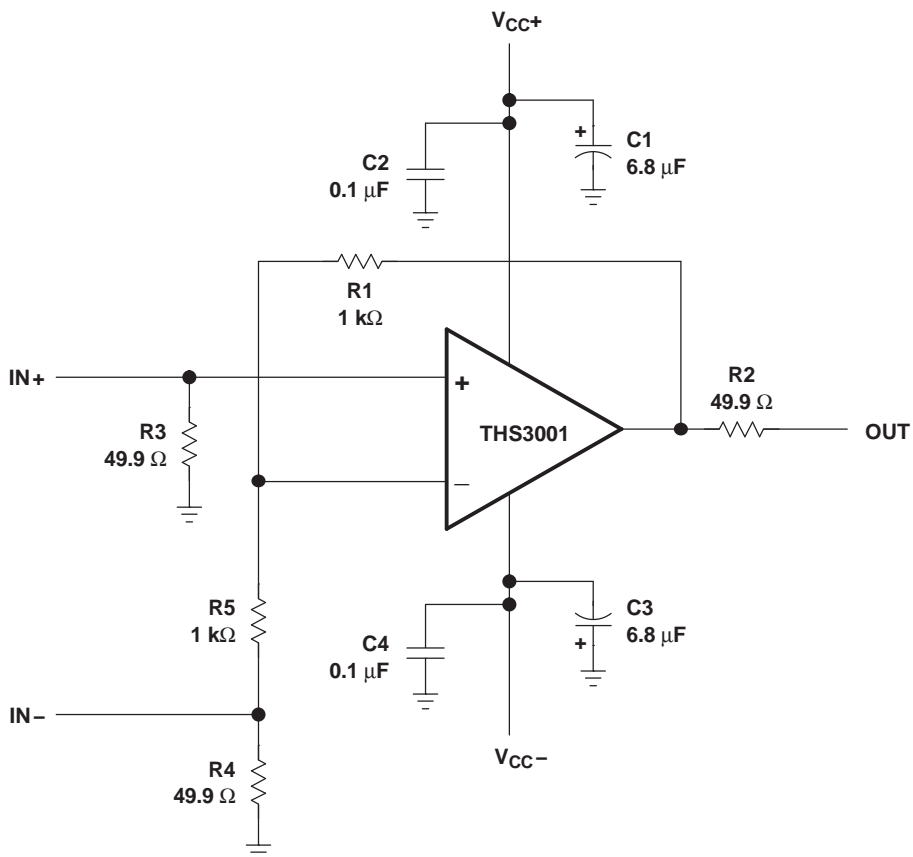 VCC+
C2
0.1 μF
+
C1
6.8 μF
R1
1 kΩ
IN+
+
R3
49.9 Ω
THS3001
R2
49.9 Ω
OUT
−
R5
1 kΩ
C4
0.1 μF
C3
6.8 μF
+
IN−
VCC−
R4
49.9 Ω